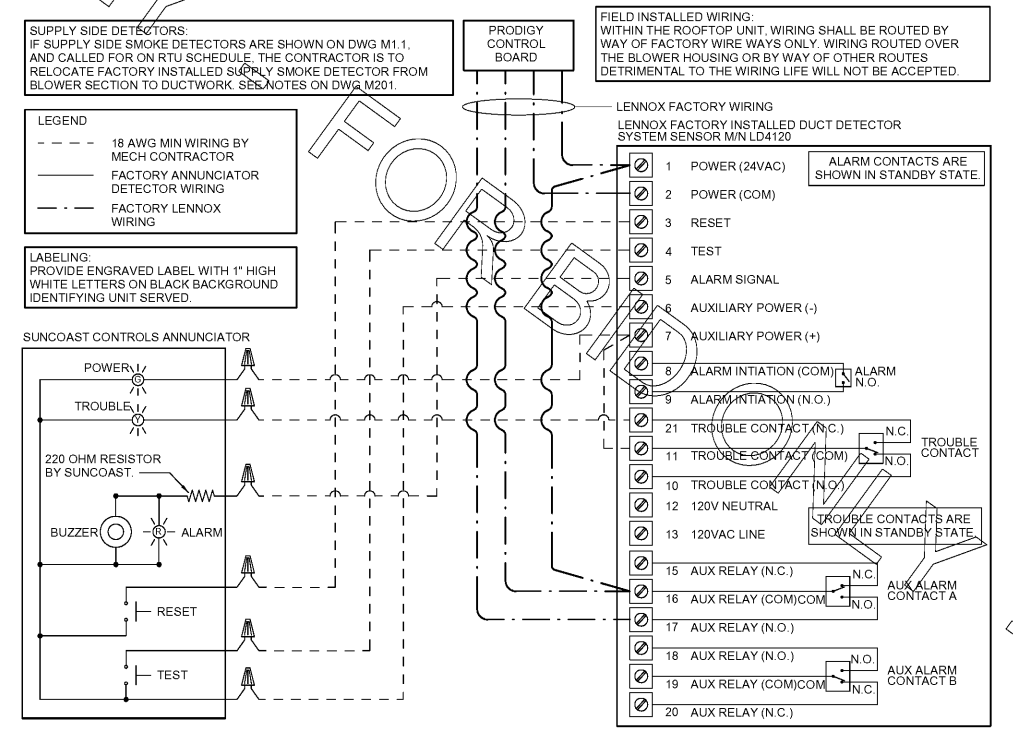 SUPPLY SIDE DETECTORS:
IF SUPPLY SIDE SMOKE DETECTORS ARE SHOWN ON DWG M1.1,
AND CALLED FOR ON RTU SCHEDULE, THE CONTRACTOR IS TO
RELOCATE FACTORY INSTALLED SUPPLY SMOKE DETECTOR FROM
BLOWER SECTION TO DUCTWORK. SEE NOTES ON DWG M201.
PRODIGY
CONTROL
BOARD
FIELD INSTALLED WIRING:
WITHIN THE ROOFTOP UNIT, WIRING SHALL BE ROUTED BY
WAY OF FACTORY WIRE WAYS ONLY. WIRING ROUTED OVER
THE BLOWER HOUSING OR BY WAY OF OTHER ROUTES
DETRIMENTAL TO THE WIRING LIFE WILL NOT BE ACCEPTED.
LENNOX FACTORY WIRING
LEGEND
18 AWG MIN WIRING BY
MECH CONTRACTOR
FACTORY ANNUNCIATOR
DETECTOR WIRING
FACTORY LENNOX
WIRING
LABELING:
PROVIDE ENGRAVED LABEL WITH 1" HIGH
WHITE LETTERS ON BLACK BACKGROUND
IDENTIFYING UNIT SERVED.
LENNOX FACTORY INSTALLED DUCT DETECTOR
SYSTEM SENSOR M/N LD4120
ALARM CONTACTS ARE
SHOWN IN STANDBY STATE.
1 POWER (24VAC)
2 POWER (COM)
3 RESET
4 TEST
5 ALARM SIGNAL
6 AUXILIARY POWER (-)
7 AUXILIARY POWER (+)
8 ALARM INTIATION (COM)
9 ALARM INTIATION (N.O.)
ALARM
N.O.
21 TROUBLE CONTACT (N.C.)
11 TROUBLE CONTACT (COM)
10 TROUBLE CONTACT (N.O.)
N.C.
N.O.
TROUBLE
CONTACT
12 120V NEUTRAL
13 120VAC LINE
TROUBLE CONTACTS ARE
SHOWN IN STANDBY STATE.
15 AUX RELAY (N.C.)
16 AUX RELAY (COM)COM
17 AUX RELAY (N.O.)
N.C.
N.O.
AUX ALARM
CONTACT A
18 AUX RELAY (N.O.)
19 AUX RELAY (COM)COM
20 AUX RELAY (N.C.)
N.O.
N.C.
AUX ALARM
CONTACT B
SUNCOAST CONTROLS ANNUNCIATOR
POWER
G
TROUBLE
Y
220 OHM RESISTOR
BY SUNCOAST.
BUZZER
R
ALARM
RESET
TEST
FOR BID ONLY